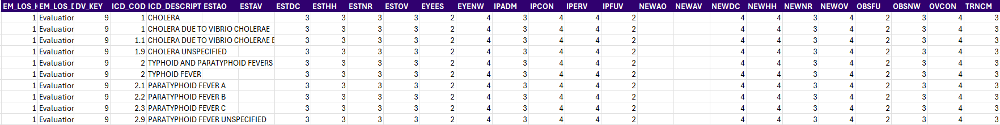 EM_LOS_K EM_LOS_D DV_KEY ICD_COD ICD_DESCRIPT ESTAO ESTAV ESTDC ESTHH ESTNR ESTOV EYEES EYENW IPADM IPCON IPERV IPFUV NEWAO NEWAV NEWDC NEWHH NEWNR NEWOV OBSFU OBSNW OVCON TRNCM
1 Evaluation 9 1 CHOLERA 3 3 3 3 2 4 3 4 4 2 4 4 3 4 2 3 4 3
1 Evaluation 9 1 CHOLERA DUE TO VIBRIO CHOLERAE 3 3 3 3 2 4 3 4 4 2 4 4 3 4 2 3 4 3
1 Evaluation 9 1.1 CHOLERA DUE TO VIBRIO CHOLERAE E 3 3 3 3 2 4 3 4 4 2 4 4 3 4 2 3 4 3
1 Evaluation 9 1.9 CHOLERA UNSPECIFIED 3 3 3 3 2 4 3 4 4 2 4 4 3 4 2 3 4 3
1 Evaluation 9 2 TYPHOID AND PARATYPHOID FEVERS 3 3 3 3 2 4 3 4 4 2 4 4 3 4 2 3 4 3
1 Evaluation 9 2 TYPHOID FEVER 3 3 3 3 2 4 3 4 4 2 4 4 3 4 2 3 4 3
1 Evaluation 9 2.1 PARATYPHOID FEVER A 3 3 3 3 2 4 3 4 4 2 4 4 3 4 2 3 4 3
1 Evaluation 9 2.2 PARATYPHOID FEVER B 3 3 3 3 2 4 3 4 4 2 4 4 3 4 2 3 4 3
1 Evaluation 9 2.3 PARATYPHOID FEVER C 3 3 3 3 2 4 3 4 4 2 4 4 3 4 2 3 4 3
1 Evaluation 9 2.9 PARATYPHOID FEVER UNSPECIFIED 3 3 3 3 2 4 3 4 4 2 4 4 3 4 2 3 4 3